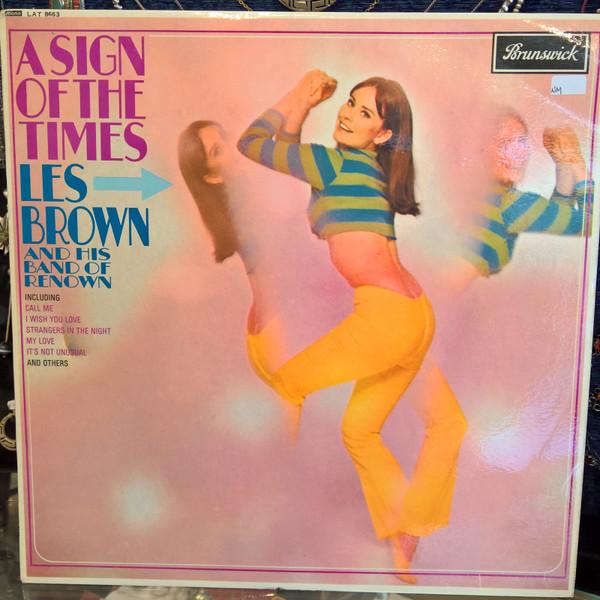 LAT 8663
Brunswick
NM
A SIGN
OF THE
TIMES
LES
BROWN
AND HIS
BAND OF
RENOWN
INCLUDING
CALL ME
I WISH YOU LOVE
STRANGERS IN THE NIGHT
MY LOVE
IT'S NOT UNUSUAL
AND OTHERS